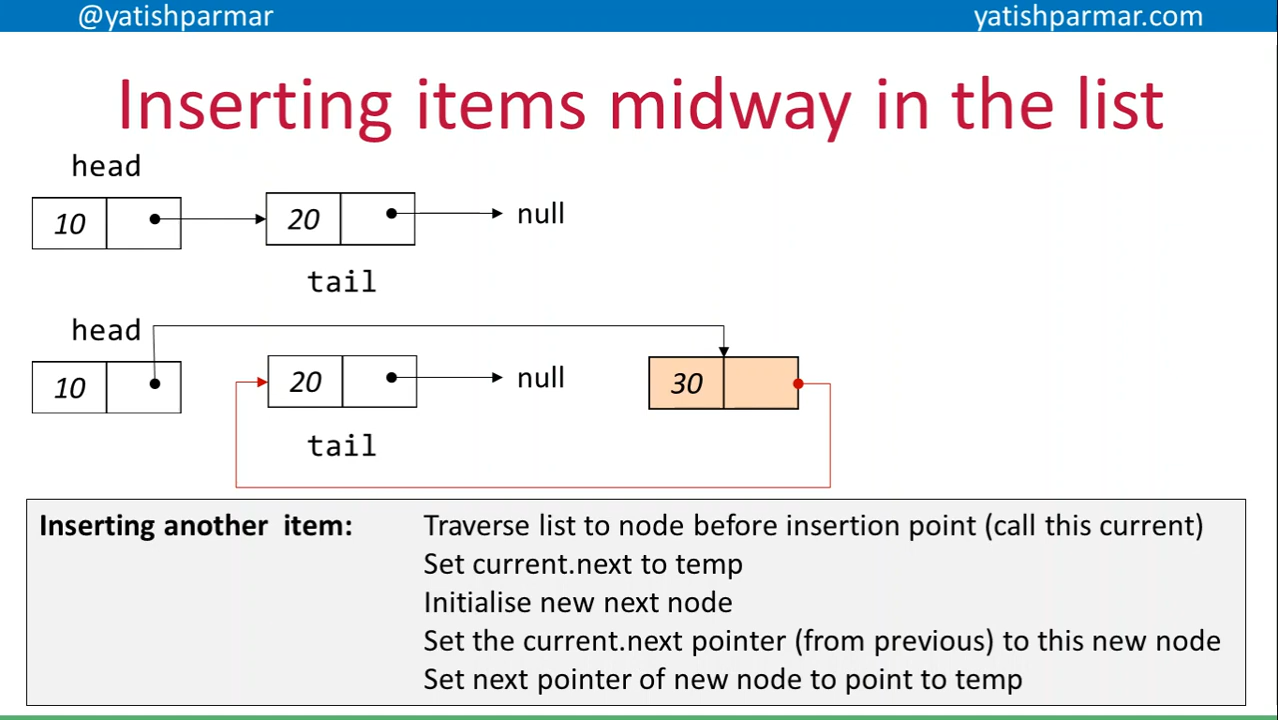 @yatishparmar yatishparmar.com
Inserting items midway in the list
head
10 20 null
tail
head
10 20 null 30
tail
Inserting another item: Traverse list to node before insertion point (call this current)
Set current.next to temp
Initialise new next node
Set the current.next pointer (from previous) to this new node
Set next pointer of new node to point to temp